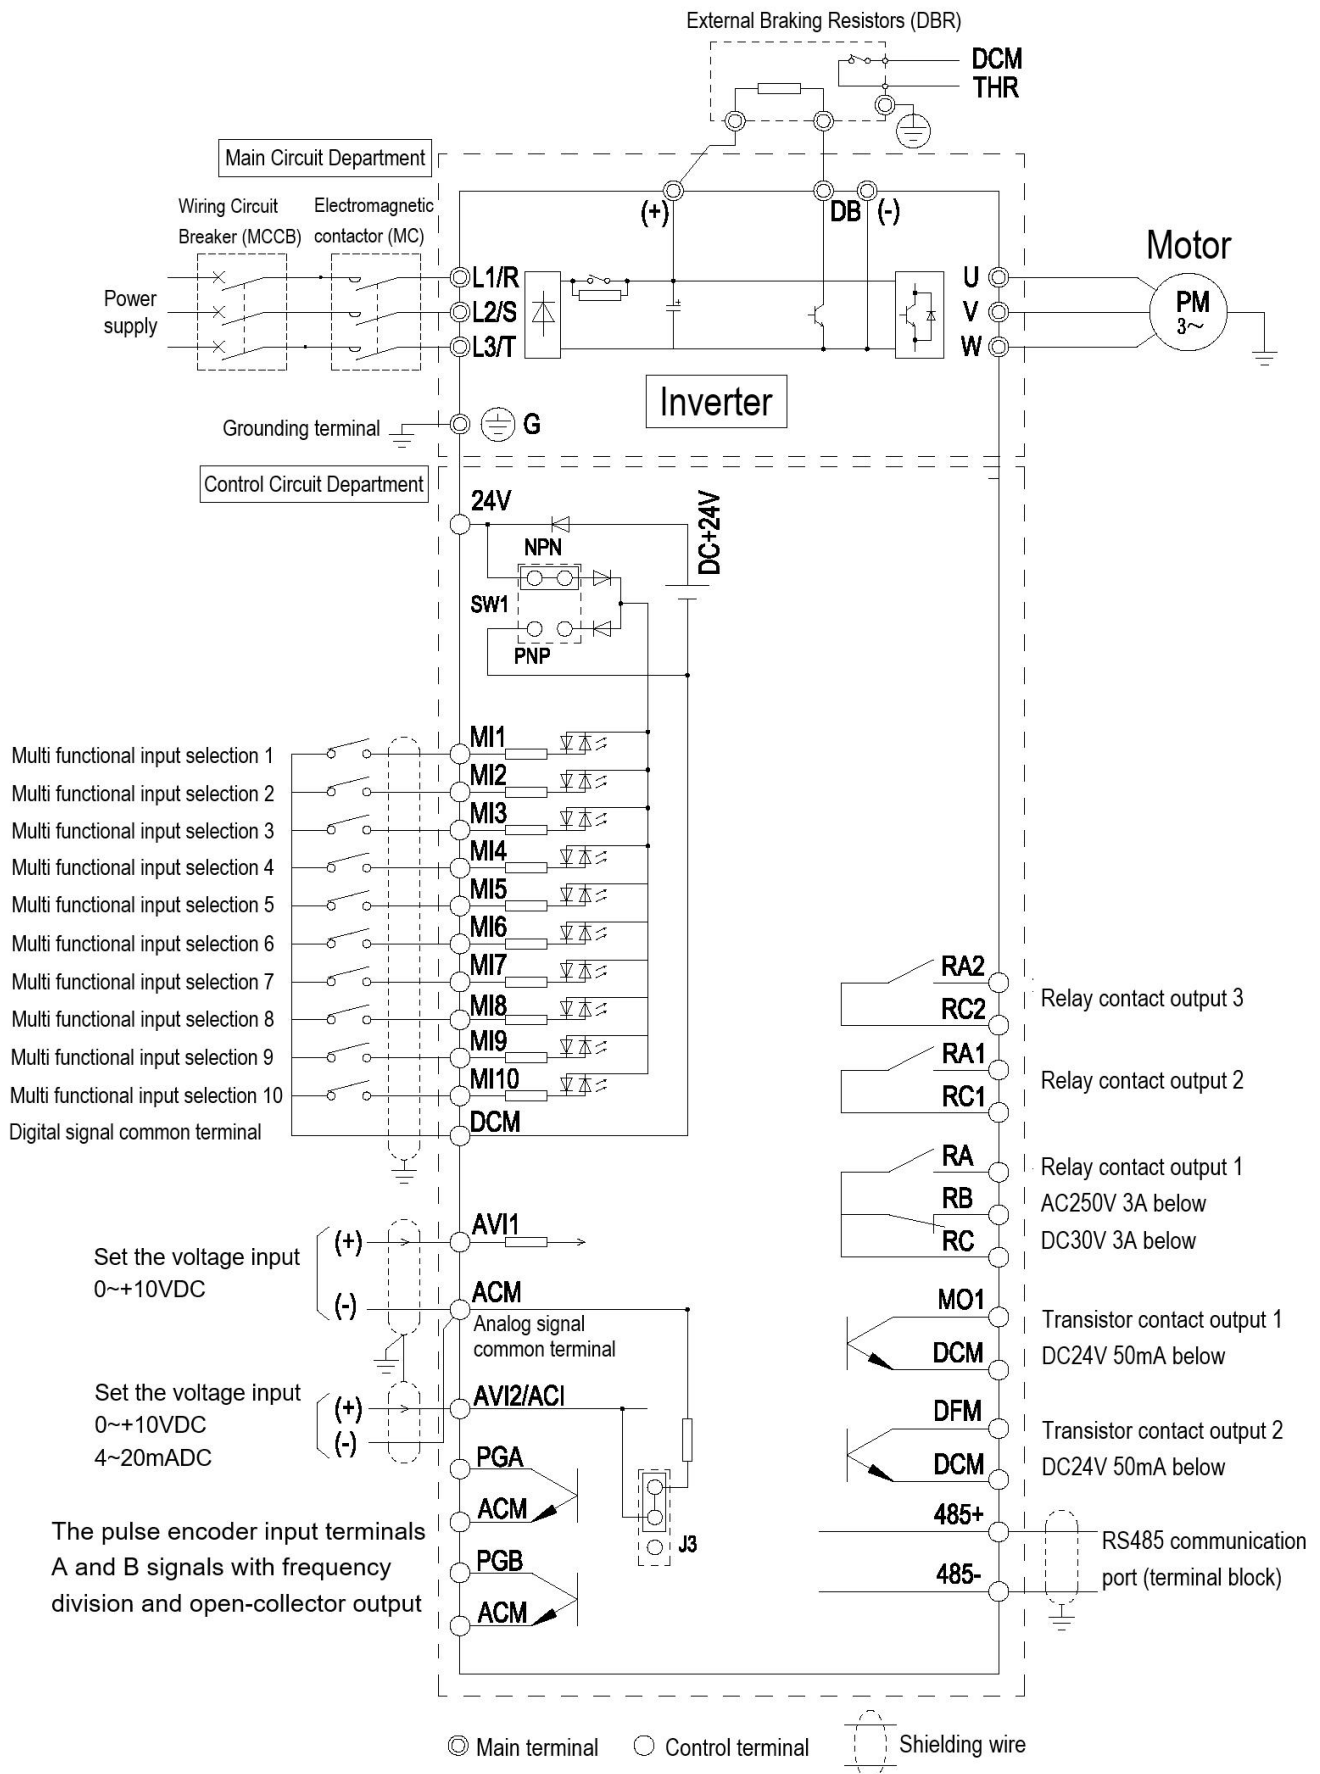 External Braking Resistors (DBR)
DCM
THR
Main Circuit Department
Wiring Circuit
Breaker (MCCB)
Electromagnetic
contactor (MC)
(+)
DB
(-)
Motor
Power
supply
L1/R
L2/S
L3/T
U
V
W
PM
3~
Inverter
Grounding terminal
G
Control Circuit Department
24V
DC+24V
NPN
SW1
PNP
Multi functional input selection 1
MI1
Multi functional input selection 2
MI2
Multi functional input selection 3
MI3
Multi functional input selection 4
MI4
Multi functional input selection 5
MI5
Multi functional input selection 6
MI6
Multi functional input selection 7
MI7
Multi functional input selection 8
MI8
Multi functional input selection 9
MI9
Multi functional input selection 10
MI10
Digital signal common terminal
DCM
RA2
RC2
Relay contact output 3
RA1
RC1
Relay contact output 2
RA
RB
RC
Relay contact output 1
AC250V 3A below
DC30V 3A below
Set the voltage input
0~+10VDC
(+)
(-)
AVI1
ACM
Analog signal
common terminal
MO1
DCM
Transistor contact output 1
DC24V 50mA below
Set the voltage input
0~+10VDC
4~20mADC
(+)
(-)
AVI2/ACI
DFM
DCM
Transistor contact output 2
DC24V 50mA below
PGA
ACM
PGB
ACM
J3
The pulse encoder input terminals
A and B signals with frequency
division and open-collector output
485+
485-
RS485 communication
port (terminal block)
Main terminal
Control terminal
Shielding wire